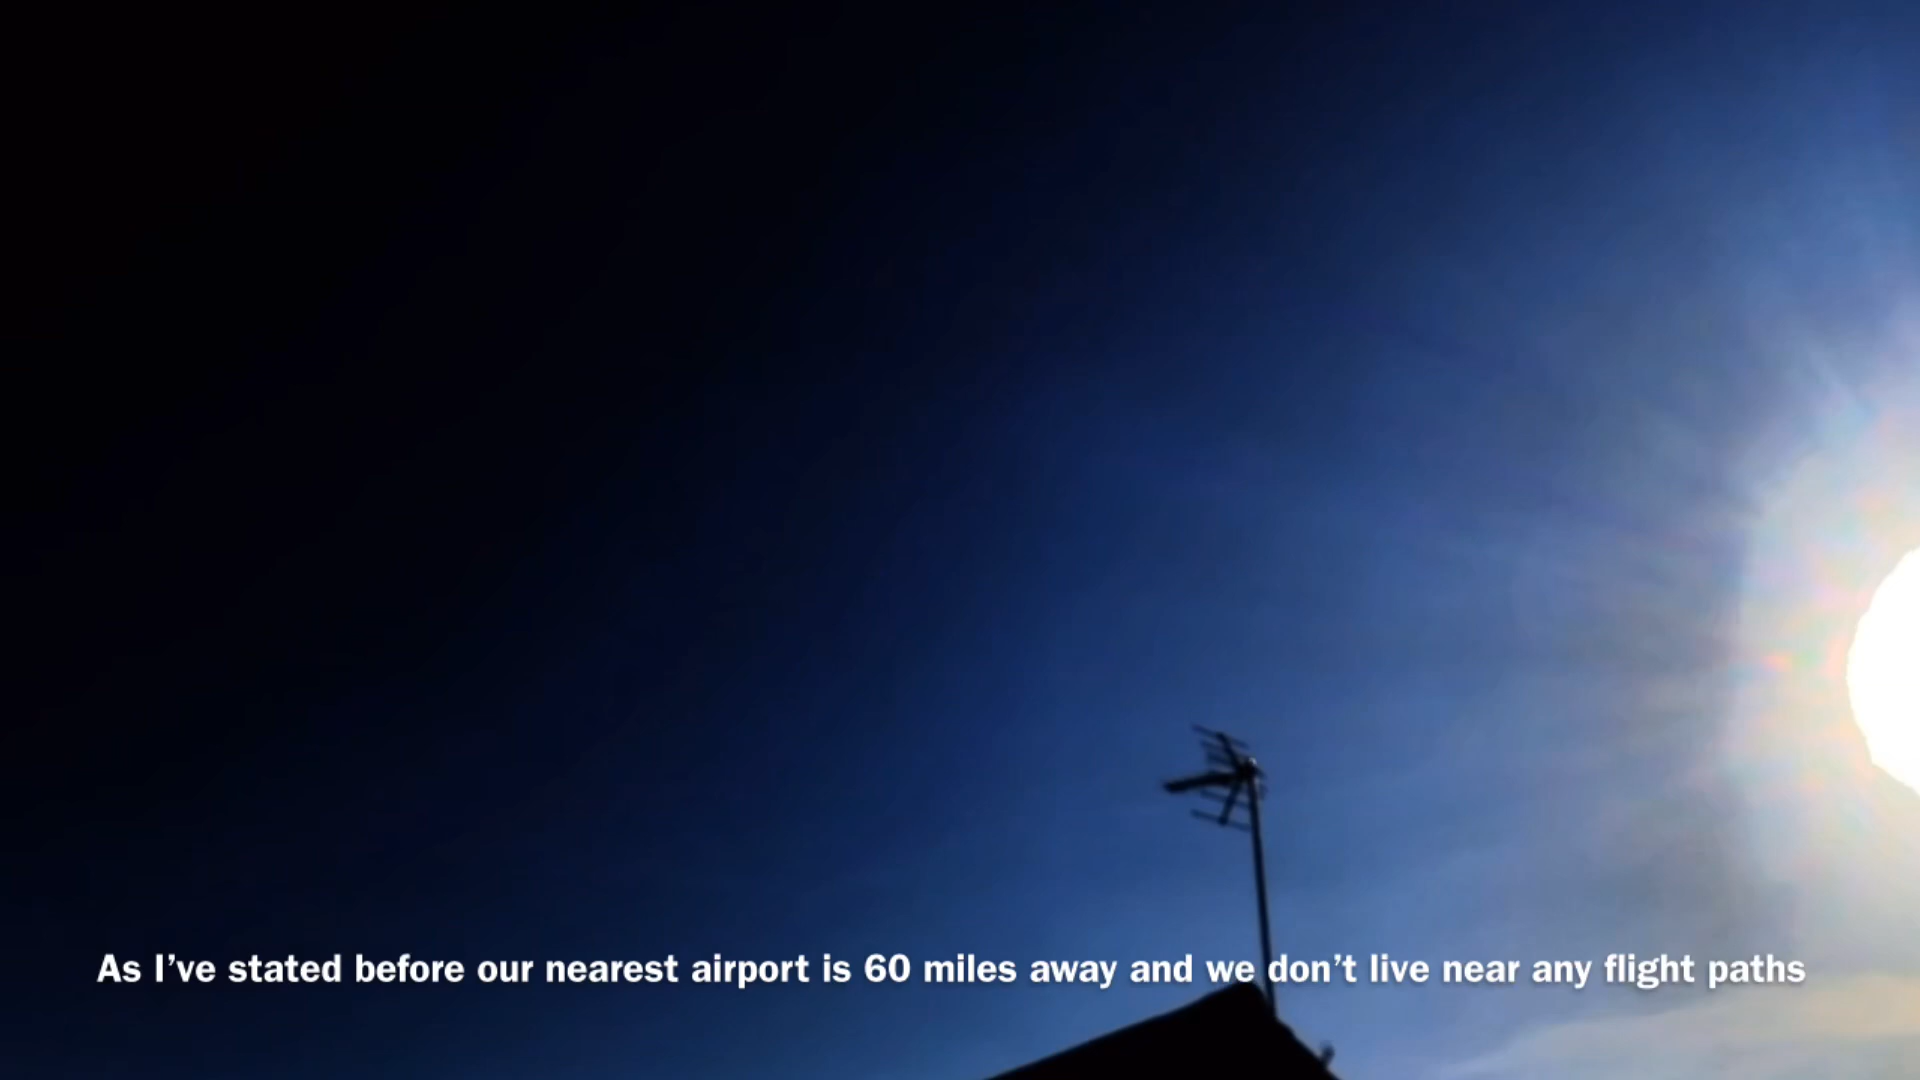 As I’ve stated before our nearest airport is 60 miles away and we don’t live near any flight paths